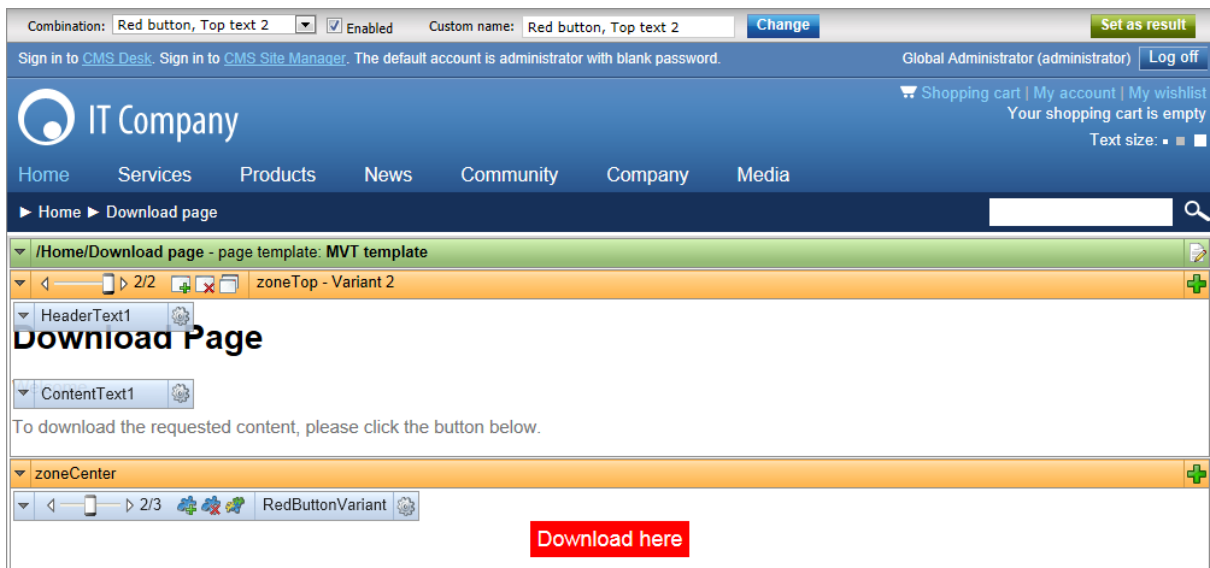 Combination: Red button, Top text 2 Enabled Custom name: Red button, Top text 2 Change Set as result
Sign in to CMS Desk. Sign in to CMS Site Manager. The default account is administrator with blank password. Global Administrator (administrator) Log off
Shopping cart | My account | My wishlist
IT Company
Your shopping cart is empty
Text size:
Home Services Products News Community Company Media
Home Download page
/Home/Download page - page template: MVT template
2/2 zoneTop - Variant 2
HeaderText1
Download Page
ContentText1
To download the requested content, please click the button below.
zoneCenter
2/3 RedButtonVariant
Download here